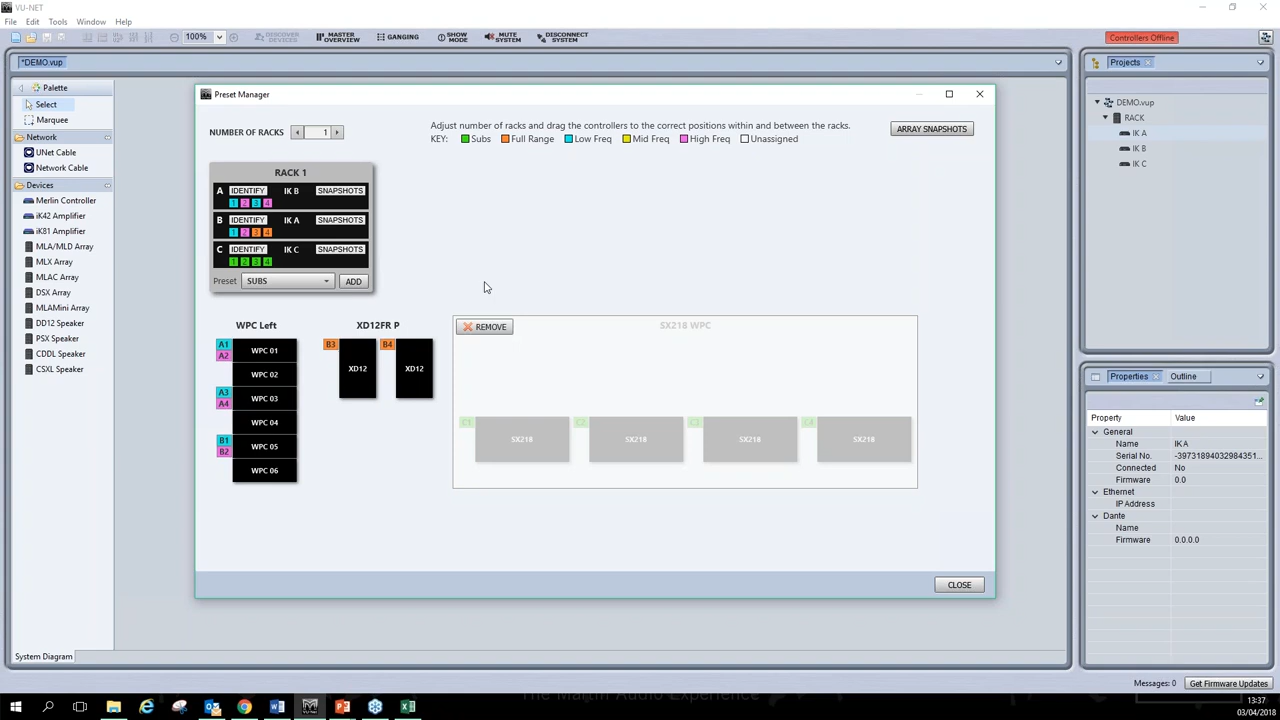 VU-NET
File Edit Tools Window Help
100% DISCOVER DEVICES MASTER OVERVIEW GANGING SHOW MODE MUTE SYSTEM DISCONNECT SYSTEM Controllers Offline
*DEMO.vup
Palette
Select
Marquee
Network
UNet Cable
Network Cable
Devices
Merlin Controller
iK42 Amplifier
iK81 Amplifier
MLA/MLD Array
MLX Array
MLAC Array
DSX Array
MLAMini Array
DD12 Speaker
PSX Speaker
CDDL Speaker
CSXL Speaker
System Diagram
Preset Manager
NUMBER OF RACKS 1
Adjust number of racks and drag the controllers to the correct positions within and between the racks.
KEY: Subs Full Range Low Freq Mid Freq High Freq Unassigned
ARRAY SNAPSHOTS
RACK 1
A IDENTIFY IK B SNAPSHOTS
1 2 3 4
B IDENTIFY IK A SNAPSHOTS
1 2 3 4
C IDENTIFY IK C SNAPSHOTS
1 2 3 4
Preset SUBS ADD
WPC Left
A1 WPC 01
A2
WPC 02
A3 WPC 03
A4
WPC 04
B1 WPC 05
B2
WPC 06
XD12FR P
B3 XD12 B4 XD12
REMOVE SX218 WPC
C1 SX218 C2 SX218 C3 SX218 C4 SX218
CLOSE
Projects
DEMO.vup
RACK
IK A
IK B
IK C
Properties Outline
Property Value
General
Name IK A
Serial No. -39731894032984351...
Connected No
Firmware 0.0
Ethernet
IP Address
Dante
Name
Firmware 0.0.0.0
Messages: 0 Get Firmware Updates
The Martin Audio Experience
13:37
03/04/2018